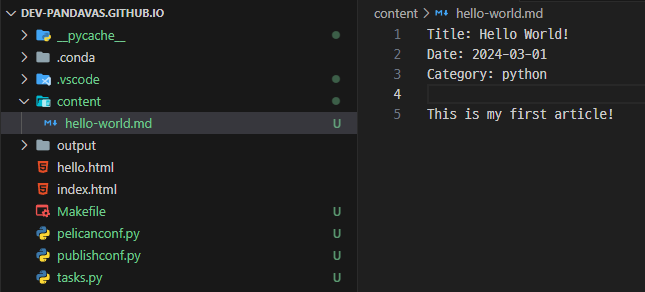 DEV-PANDAVAS.GITHUB.IO
__pycache__
.conda
.vscode
content
hello-world.md U
output
hello.html
index.html
Makefile U
pelicanconf.py U
publishconf.py U
tasks.py U
content > hello-world.md
1 Title: Hello World!
2 Date: 2024-03-01
3 Category: python
4
5 This is my first article!